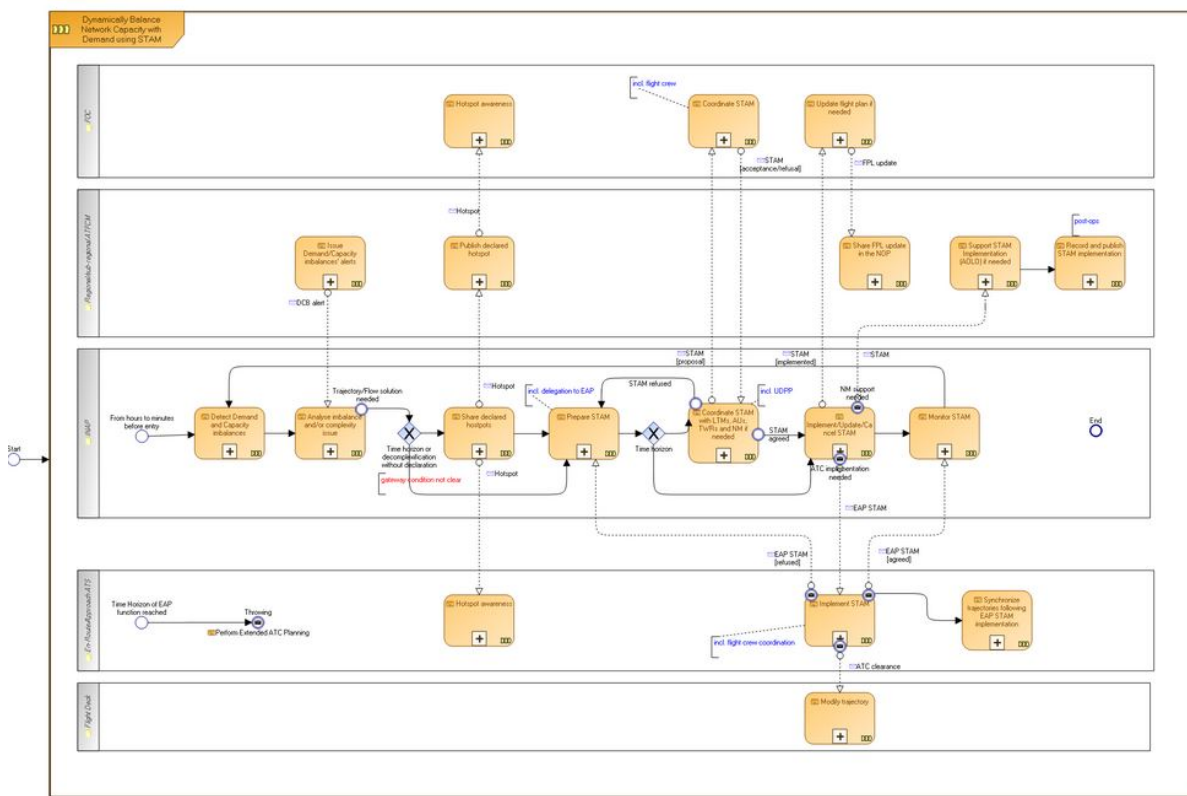 Dynamically Balance
Network Capacity with
Demand using STAM
FOC
Hotspot awareness
incl. flight crew
Coordinate STAM
Update flight plan if
needed
STAM
[acceptance/refusal]
FPL update
Hotspot
Issue
Demand/Capacity
imbalances' alerts
Publish declared
hotspot
Share FPL update
in the NOP
Support STAM
Implementation
(AOLO) if needed
post-ops
Record and publish
STAM implementation
DCB alert
INAP
STAM
[proposal]
STAM
[implemented]
STAM
Trajectory/Flow solution
needed
Hotspot
incl. delegation to EAP
STAM refused
incl. UDPP
NM support
needed
Start
From hours to minutes
before entry
Detect Demand
and Capacity
imbalances
Analyse imbalance
and/or complexity
issue
Share declared
hostpots
Prepare STAM
Coordinate STAM
with LTMs, AUs,
TWRs and NM if
needed
STAM
agreed
Implement/Update/Ca
ncel STAM
Monitor STAM
End
Time horizon or
decomplexification
without declaration
Time horizon
gateway condition not clear
Hotspot
ATC implementation
needed
EAP STAM
EAP STAM
[refused]
EAP STAM
[agreed]
En-Route/Approach ATS
Time Horizon of EAP
function reached
Throwing
Perform Extended ATC Planning
Hotspot awareness
Implement STAM
Synchronize
trajectories following
EAP STAM
implementation
incl. flight crew coordination
ATC clearance
Flight Deck
Modify trajectory